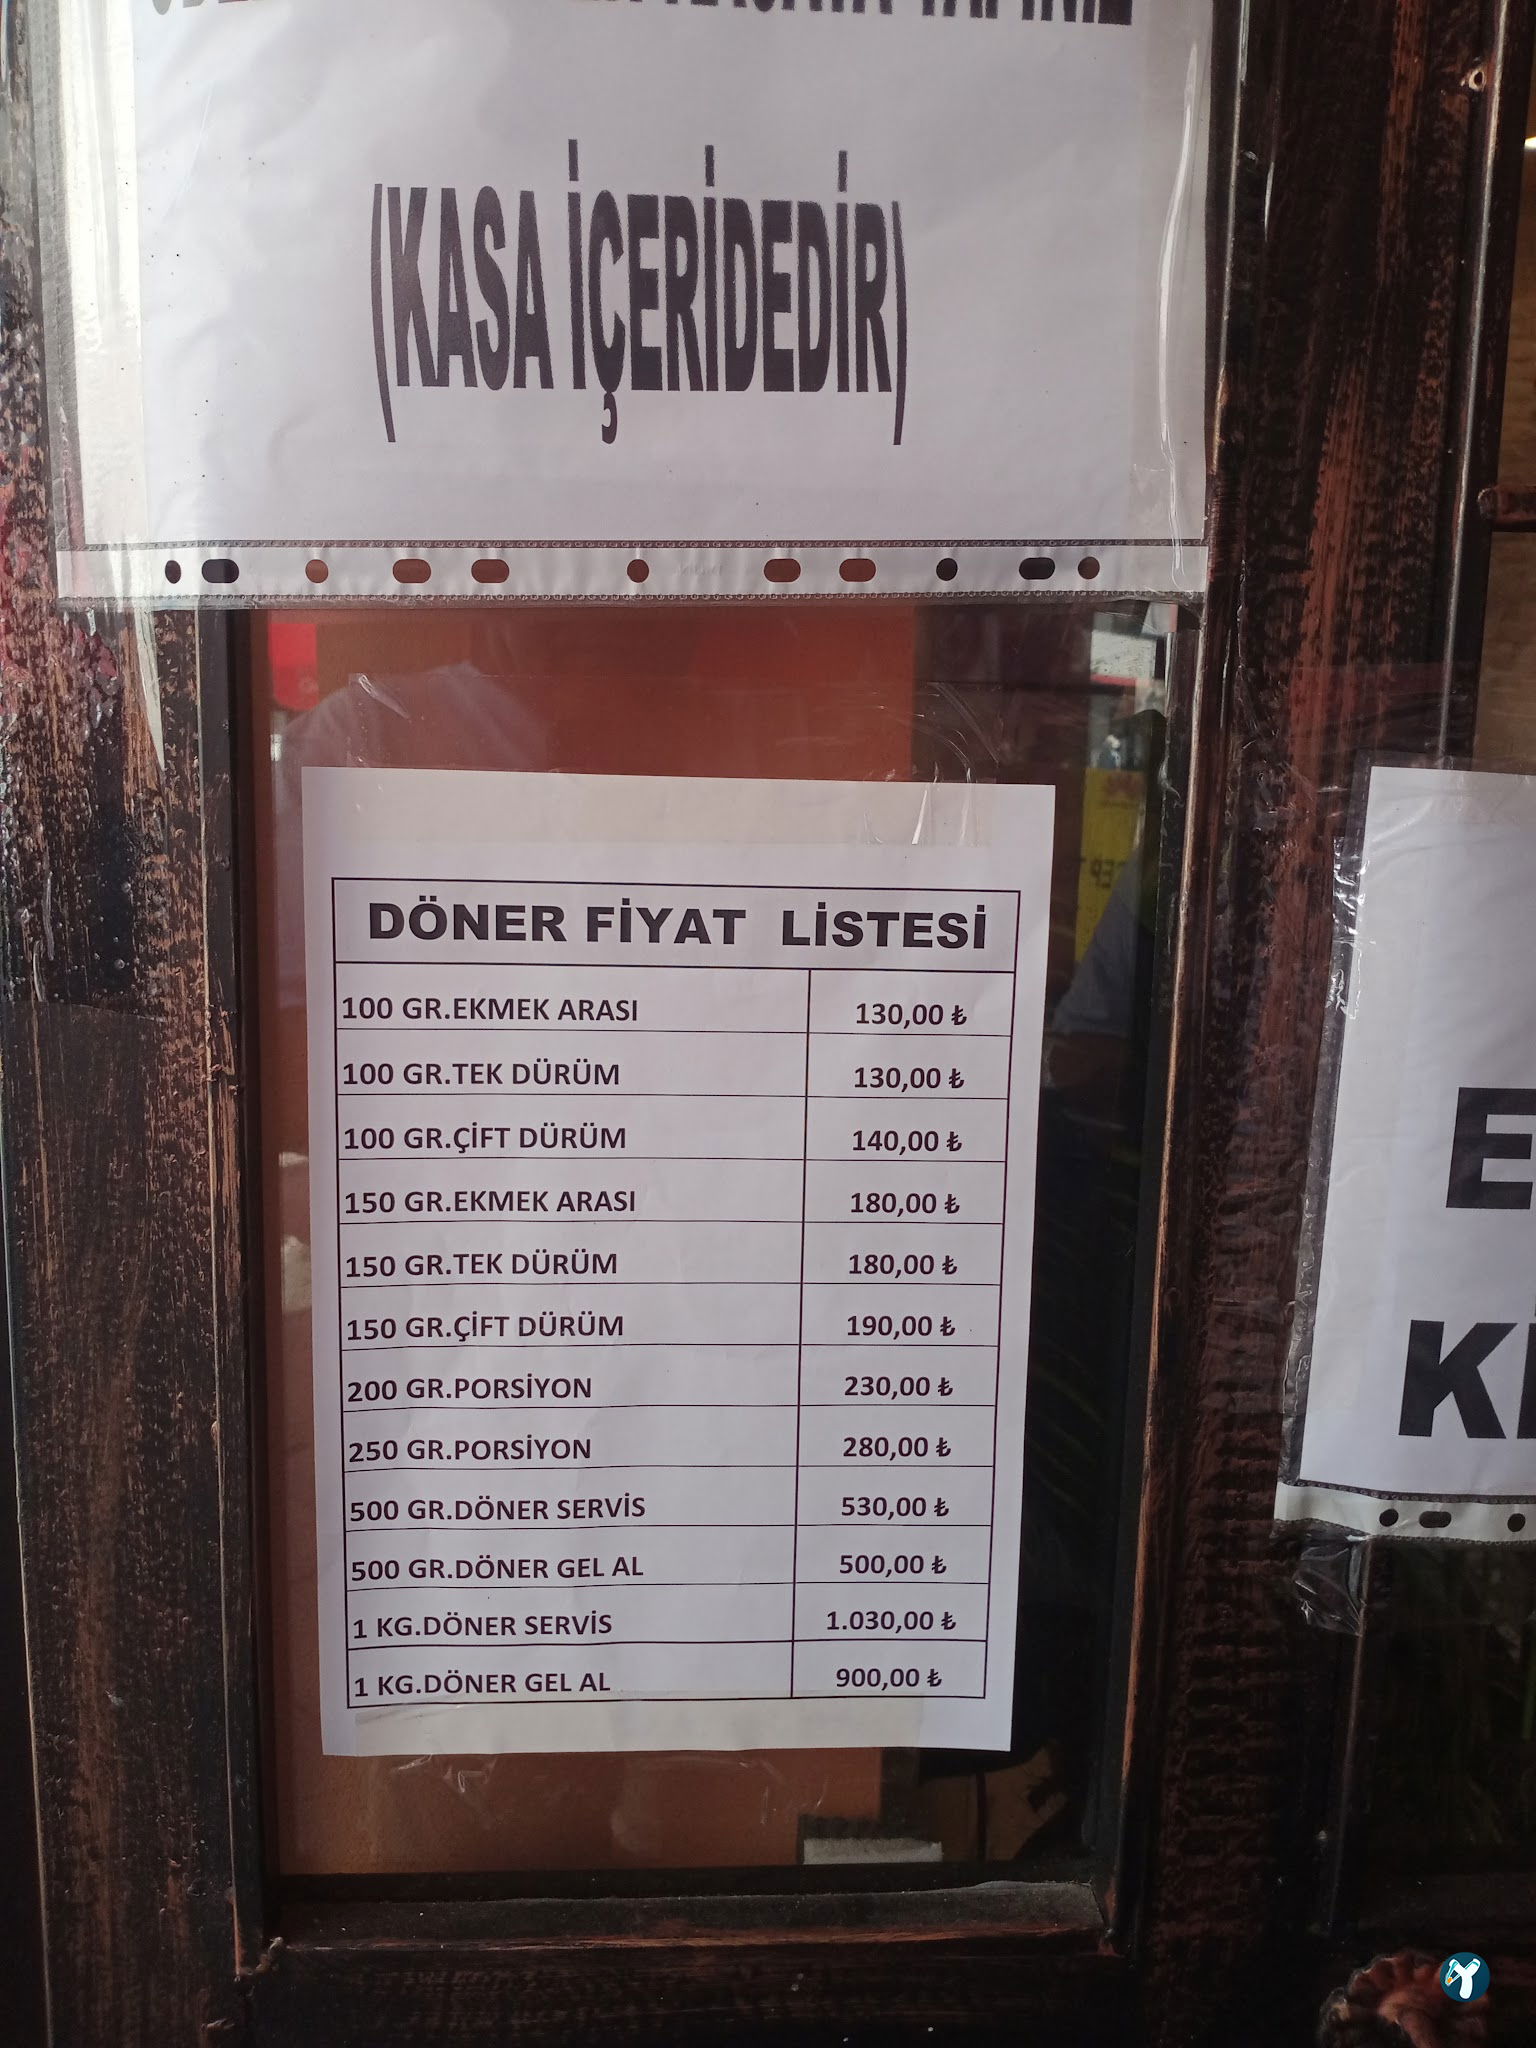 (KASA İÇERİDEDİR)
DÖNER FİYAT LİSTESİ
100 GR.EKMEK ARASI 130,00 ₺
100 GR.TEK DÜRÜM 130,00 ₺
100 GR.ÇİFT DÜRÜM 140,00 ₺
150 GR.EKMEK ARASI 180,00 ₺
150 GR.TEK DÜRÜM 180,00 ₺
150 GR.ÇİFT DÜRÜM 190,00 ₺
200 GR.PORSİYON 230,00 ₺
250 GR.PORSİYON 280,00 ₺
500 GR.DÖNER SERVİS 530,00 ₺
500 GR.DÖNER GEL AL 500,00 ₺
1 KG.DÖNER SERVİS 1.030,00 ₺
1 KG.DÖNER GEL AL 900,00 ₺